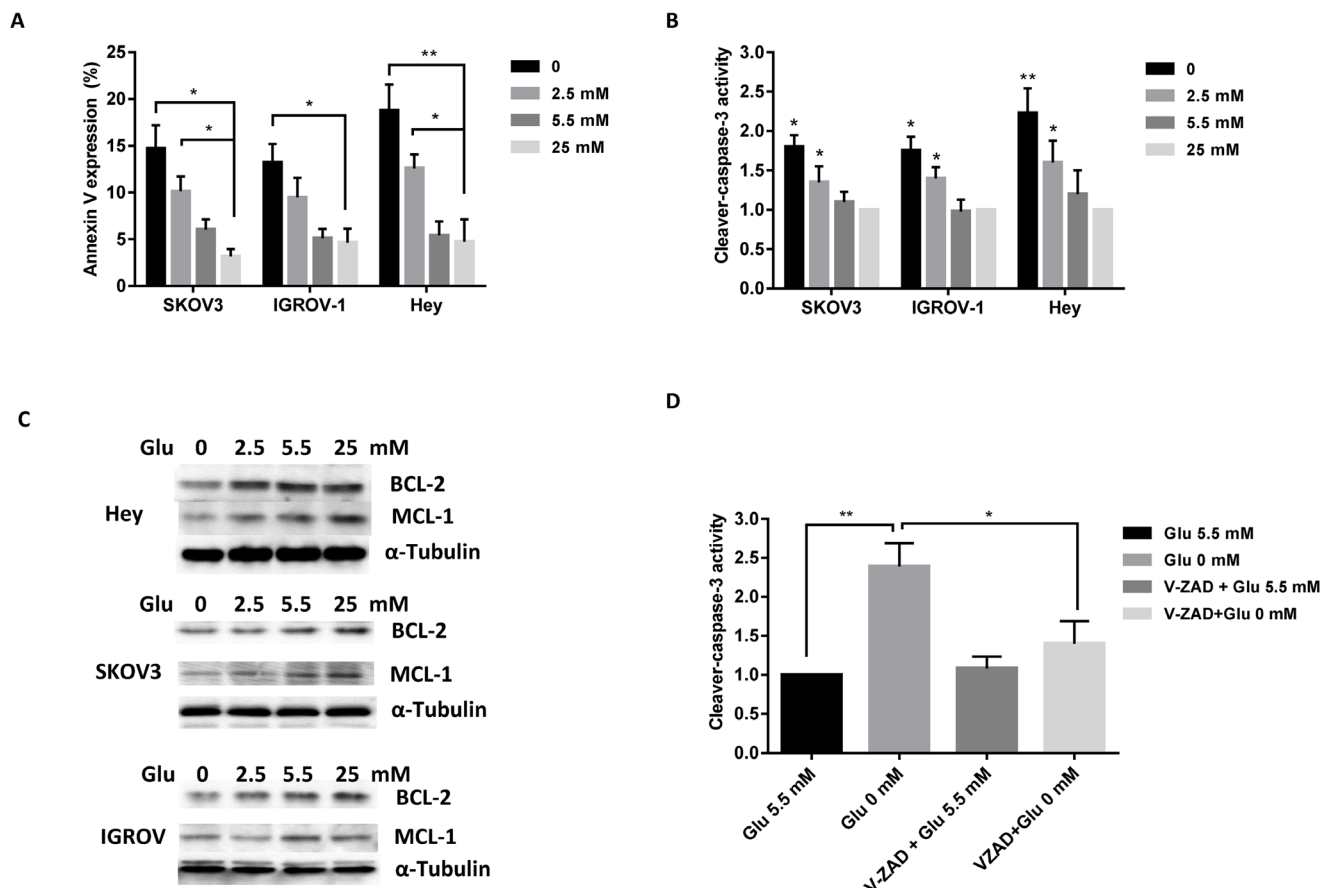 A
Annexin V expression (%)
25
20
15
10
5
0
* * * ** *
SKOV3 IGROV-1 Hey
0
2.5 mM
5.5 mM
25 mM
B
Cleaver-caspase-3 activity
3.0
2.5
2.0
1.5
1.0
0.5
0.0
* * * * ** *
SKOV3 IGROV-1 Hey
0
2.5 mM
5.5 mM
25 mM
C
Glu 0 2.5 5.5 25 mM
BCL-2
Hey MCL-1
α-Tubulin
Glu 0 2.5 5.5 25 mM
BCL-2
SKOV3 MCL-1
α-Tubulin
Glu 0 2.5 5.5 25 mM
BCL-2
IGROV MCL-1
α-Tubulin
D
Cleaver-caspase-3 activity
3.0
2.5
2.0
1.5
1.0
0.5
0.0
** *
Glu 5.5 mM
Glu 0 mM
V-ZAD + Glu 5.5 mM
VZAD+Glu 0 mM
Glu 5.5 mM
Glu 0 mM
V-ZAD + Glu 5.5 mM
V-ZAD+Glu 0 mM